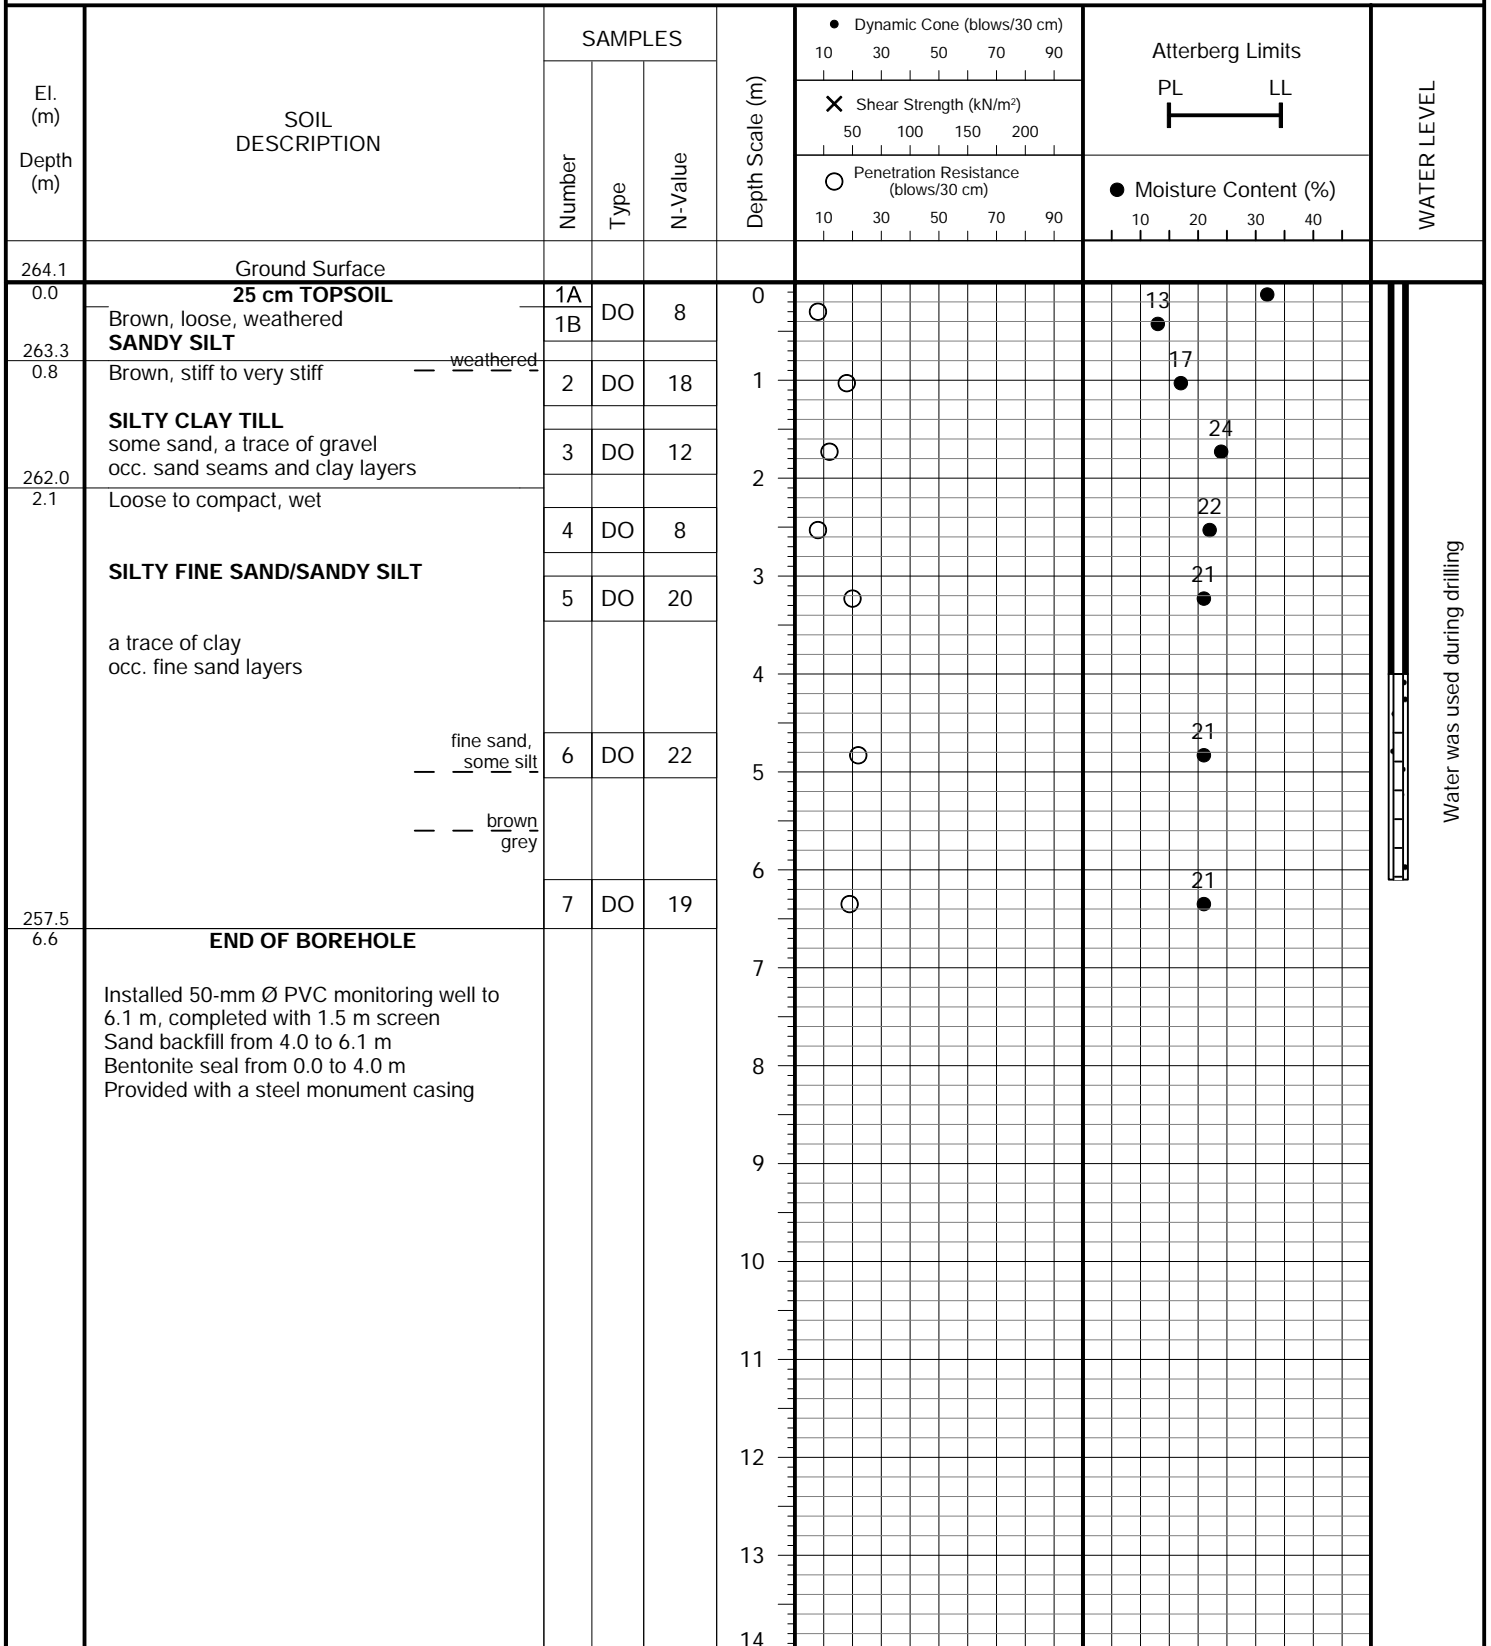 El.
(m)
Depth
(m)
SOIL
DESCRIPTION
SAMPLES
Number
Type
N-Value
Depth Scale (m)
● Dynamic Cone (blows/30 cm)
10 30 50 70 90
✕ Shear Strength (kN/m²)
50 100 150 200
○ Penetration Resistance
(blows/30 cm)
10 30 50 70 90
Atterberg Limits
PL LL
● Moisture Content (%)
10 20 30 40
WATER LEVEL
264.1 Ground Surface
0.0 25 cm TOPSOIL 1A DO 8 0
13
Brown, loose, weathered 1B
SANDY SILT
263.3 weathered
17
0.8 Brown, stiff to very stiff 2 DO 18 1
SILTY CLAY TILL
24
some sand, a trace of gravel 3 DO 12
occ. sand seams and clay layers
262.0 2
2.1 Loose to compact, wet
22
4 DO 8
SILTY FINE SAND/SANDY SILT 3
21
5 DO 20
a trace of clay
occ. fine sand layers
4
fine sand,
some silt 6 DO 22
21
5
brown
grey
6
21
7 DO 19
257.5
6.6 END OF BOREHOLE
7
Installed 50-mm Ø PVC monitoring well to
6.1 m, completed with 1.5 m screen
Sand backfill from 4.0 to 6.1 m
Bentonite seal from 0.0 to 4.0 m
Provided with a steel monument casing
8
9
10
11
12
13
14
Water was used during drilling